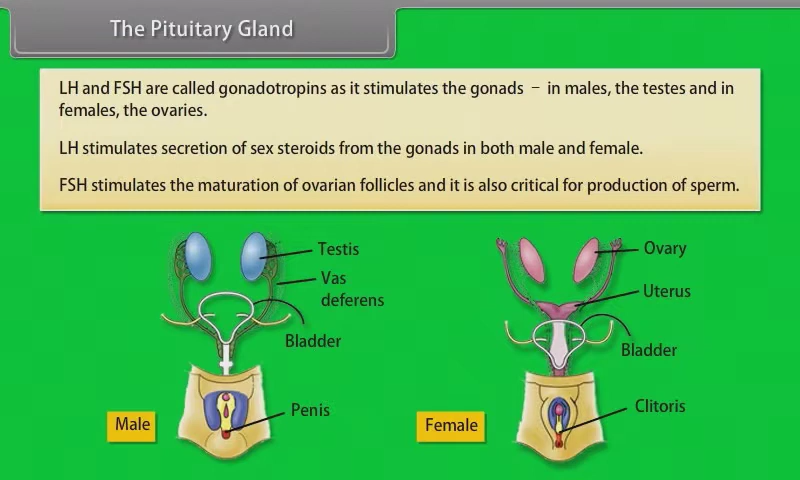 The Pituitary Gland
LH and FSH are called gonadotropins as it stimulates the gonads – in males, the testes and in
females, the ovaries.
LH stimulates secretion of sex steroids from the gonads in both male and female.
FSH stimulates the maturation of ovarian follicles and it is also critical for production of sperm.
Testis
Vas
deferens
Bladder
Penis
Male
Ovary
Uterus
Bladder
Clitoris
Female